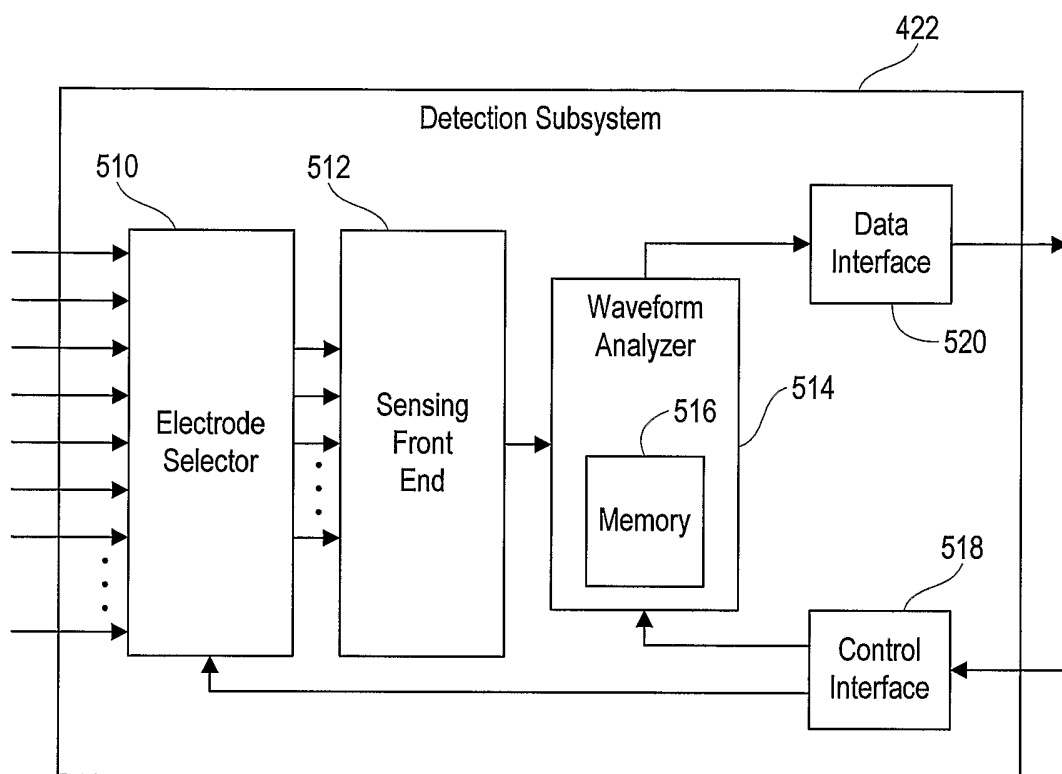 422
Detection Subsystem
510
512
Data
Interface
520
Waveform
Analyzer
514
516
Memory
Electrode
Selector
Sensing
Front
End
518
Control
Interface